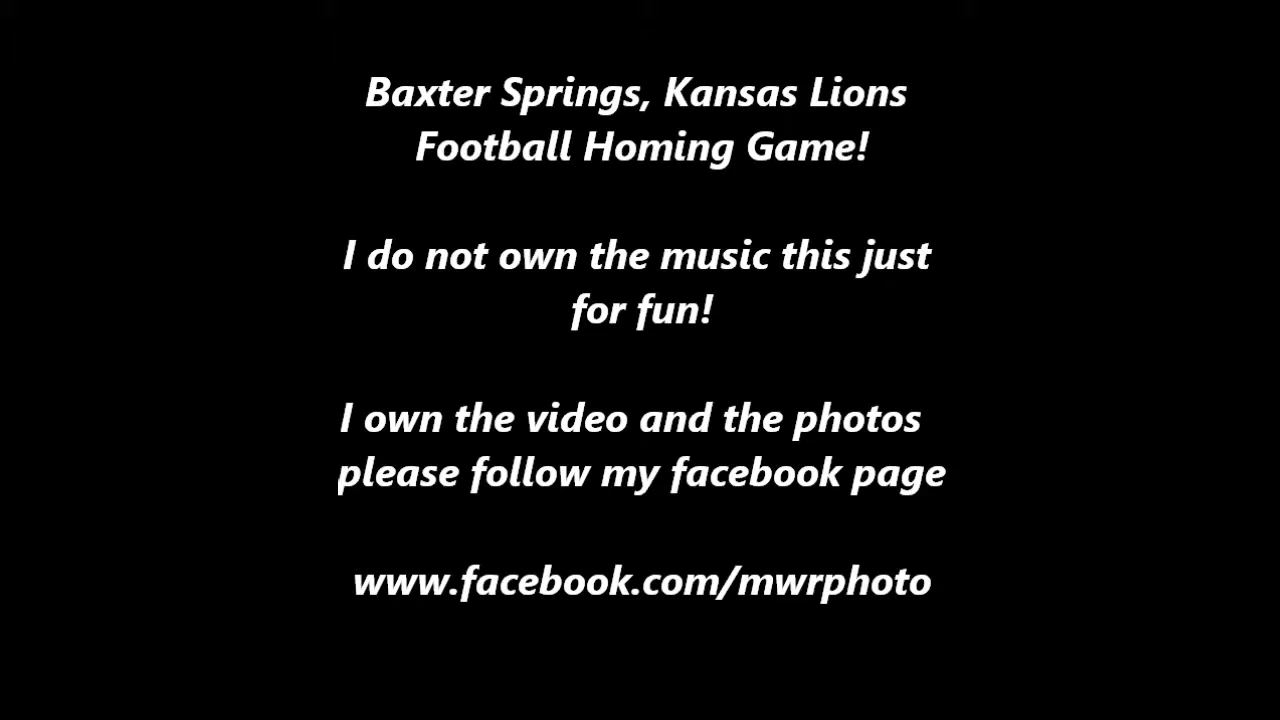 Baxter Springs, Kansas Lions
Football Homing Game!
I do not own the music this just
for fun!
I own the video and the photos
please follow my facebook page
www.facebook.com/mwrphoto